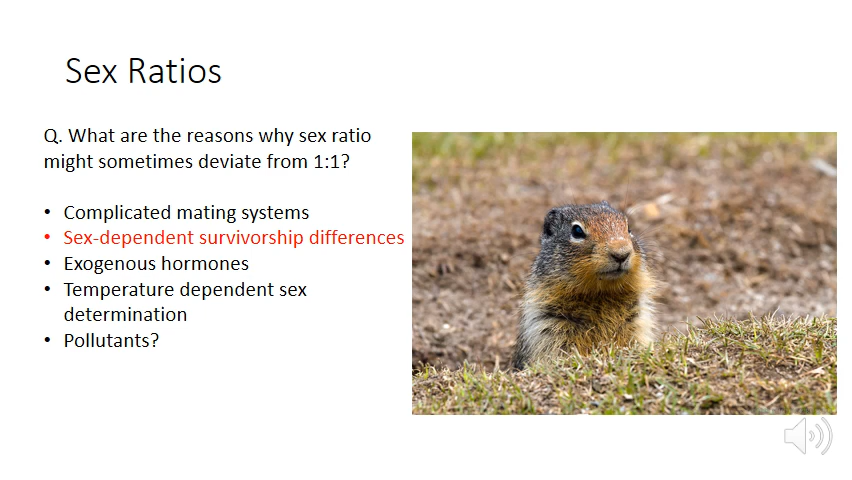 Sex Ratios
Q. What are the reasons why sex ratio
might sometimes deviate from 1:1?
• Complicated mating systems
• Sex-dependent survivorship differences
• Exogenous hormones
• Temperature dependent sex
determination
• Pollutants?